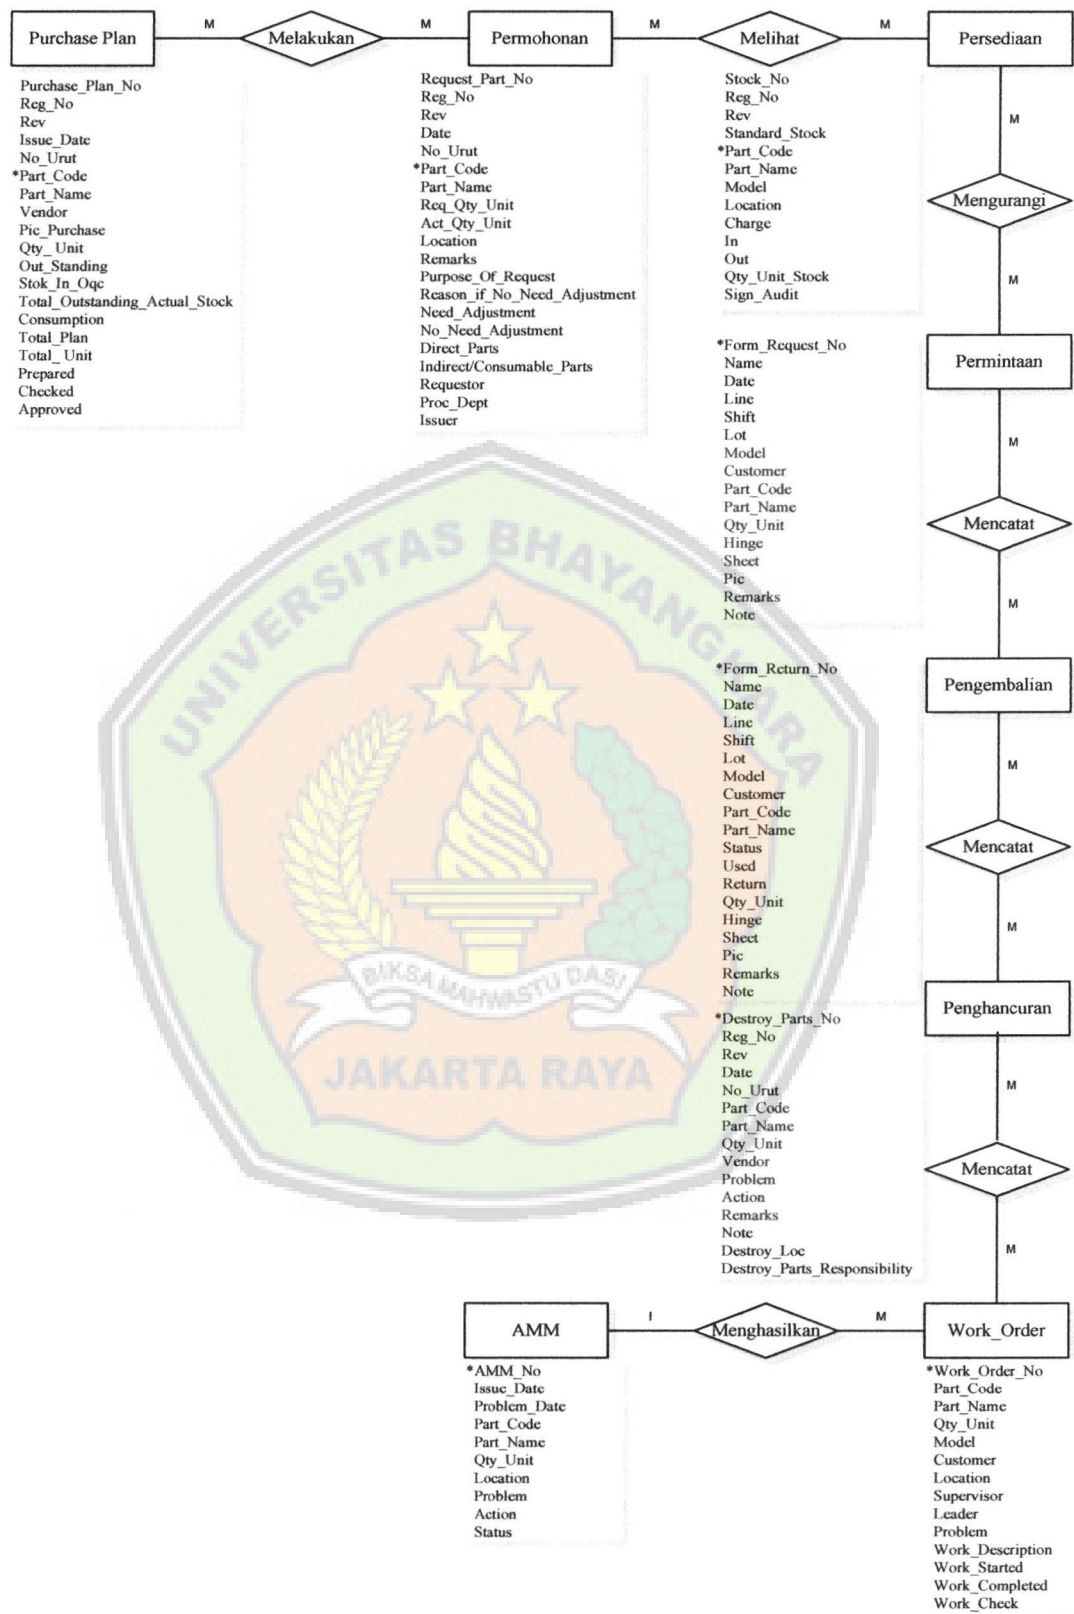 Purchase Plan
M
Melakukan
M
Permohonan
M
Melihat
M
Persediaan
Purchase_Plan_No
Reg_No
Rev
Issue_Date
No_Urut
*Part_Code
Part_Name
Vendor
Pic_Purchase
Qty_ Unit
Out_Standing
Stok_In_Oqc
Total_Outstanding_Actual_Stock
Consumption
Total_Plan
Total_ Unit
Prepared
Checked
Approved
Request_Part_No
Reg_No
Rev
Date
No_Urut
*Part_Code
Part_Name
Req_Qty_Unit
Act_Qty_Unit
Location
Remarks
Purpose_Of_Request
Reason_if_No_Need_Adjustment
Need_Adjustment
No_Need_Adjustment
Direct_Parts
Indirect/Consumable_Parts
Requestor
Proc_Dept
Issuer
Stock_No
Reg_No
Rev
Standard_Stock
*Part_Code
Part_Name
Model
Location
Charge
In
Out
Qty_Unit_Stock
Sign_Audit
M
Mengurangi
M
Permintaan
*Form_Request_No
Name
Date
Line
Shift
Lot
Model
Customer
Part_Code
Part_Name
Qty_Unit
Hinge
Sheet
Pic
Remarks
Note
M
Mencatat
M
Pengembalian
*Form_Return_No
Name
Date
Line
Shift
Lot
Model
Customer
Part_Code
Part_Name
Status
Used
Return
Qty_Unit
Hinge
Sheet
Pic
Remarks
Note
M
Mencatat
M
Penghancuran
*Destroy_Parts_No
Reg_No
Rev
Date
No_Urut
Part_Code
Part_Name
Qty_Unit
Vendor
Problem
Action
Remarks
Note
Destroy_Loc
Destroy_Parts_Responsibility
M
Mencatat
M
AMM
I
Menghasilkan
M
Work_Order
*AMM_No
Issue_Date
Problem_Date
Part_Code
Part_Name
Qty_Unit
Location
Problem
Action
Status
*Work_Order_No
Part_Code
Part_Name
Qty_Unit
Model
Customer
Location
Supervisor
Leader
Problem
Work_Description
Work_Started
Work_Completed
Work_Check
UNIVERSITAS BHAYANGKARA
BIKSA MAHWASTU DASI
JAKARTA RAYA